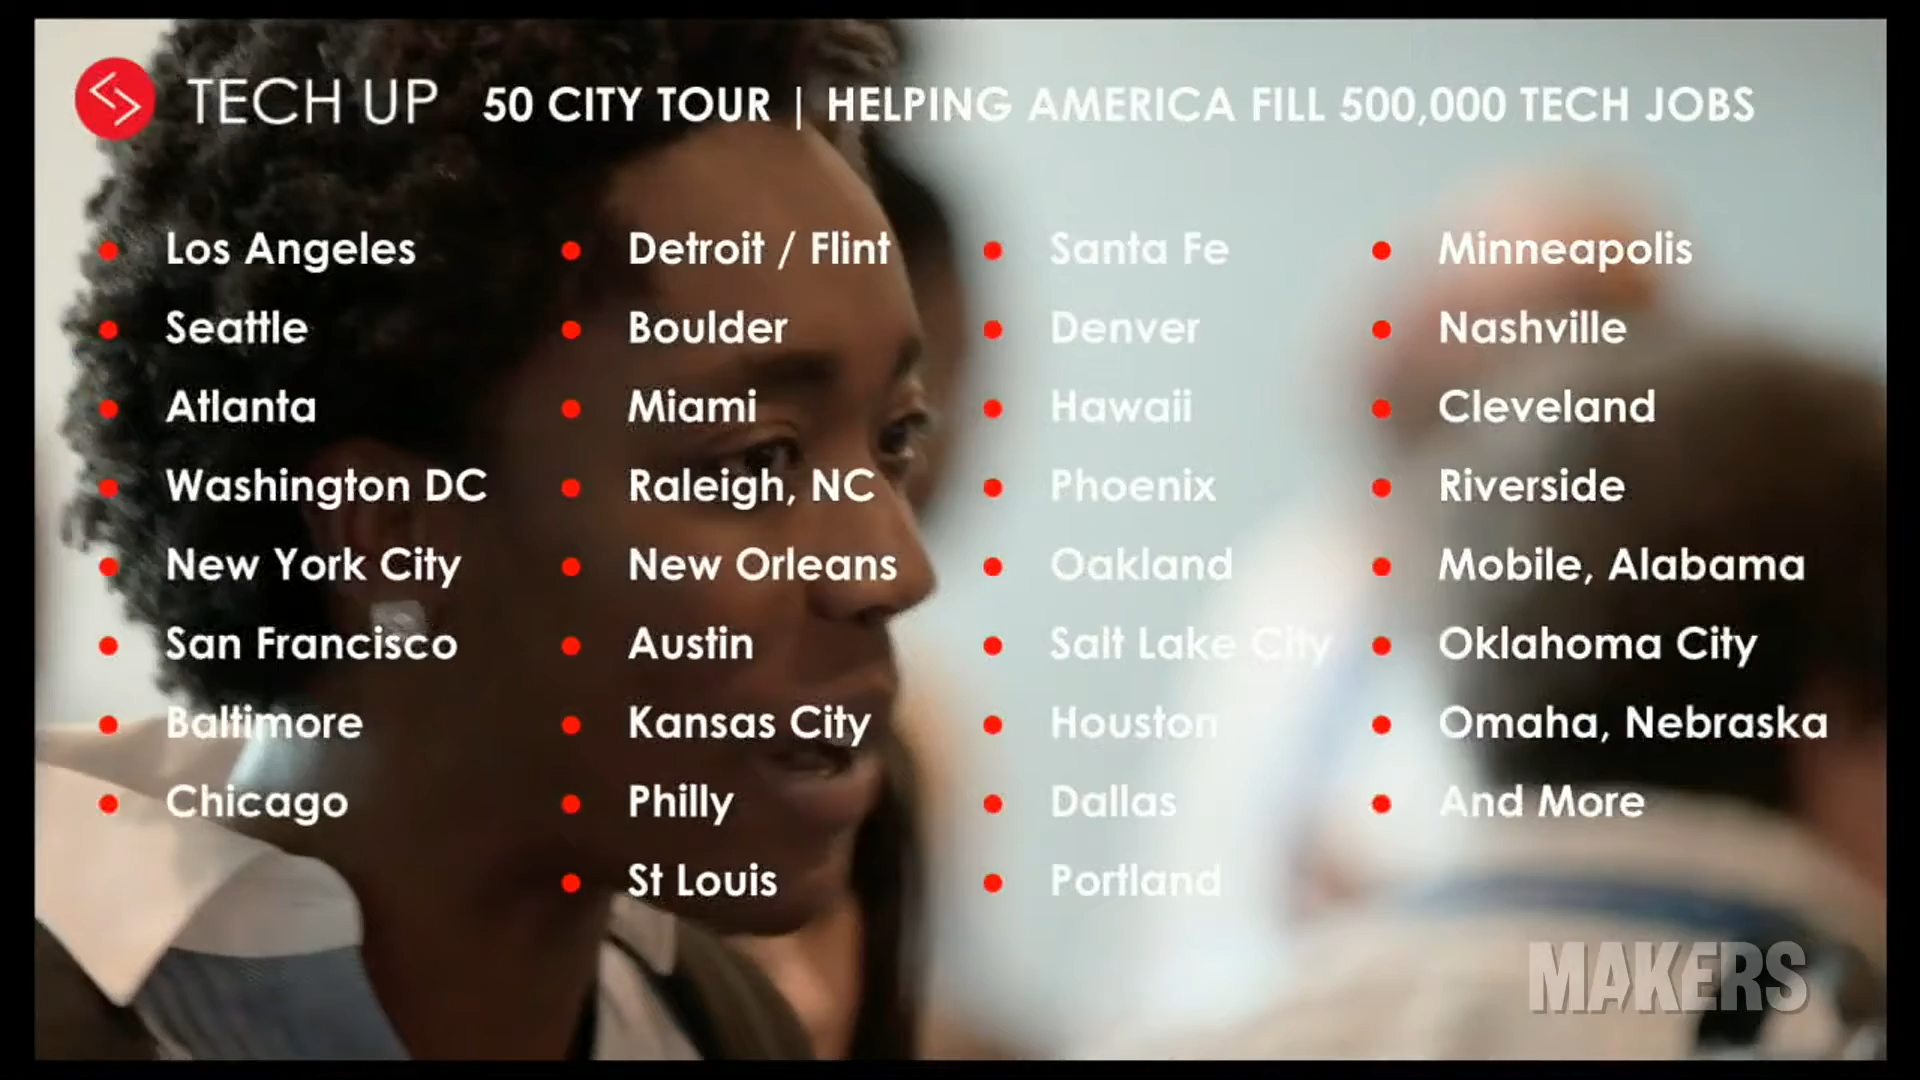 TECH UP 50 CITY TOUR | HELPING AMERICA FILL 500,000 TECH JOBS
• Los Angeles
• Seattle
• Atlanta
• Washington DC
• New York City
• San Francisco
• Baltimore
• Chicago
• Detroit / Flint
• Boulder
• Miami
• Raleigh, NC
• New Orleans
• Austin
• Kansas City
• Philly
• St Louis
• Santa Fe
• Denver
• Hawaii
• Phoenix
• Oakland
• Salt Lake City
• Houston
• Dallas
• Portland
• Minneapolis
• Nashville
• Cleveland
• Riverside
• Mobile, Alabama
• Oklahoma City
• Omaha, Nebraska
• And More
MAKERS